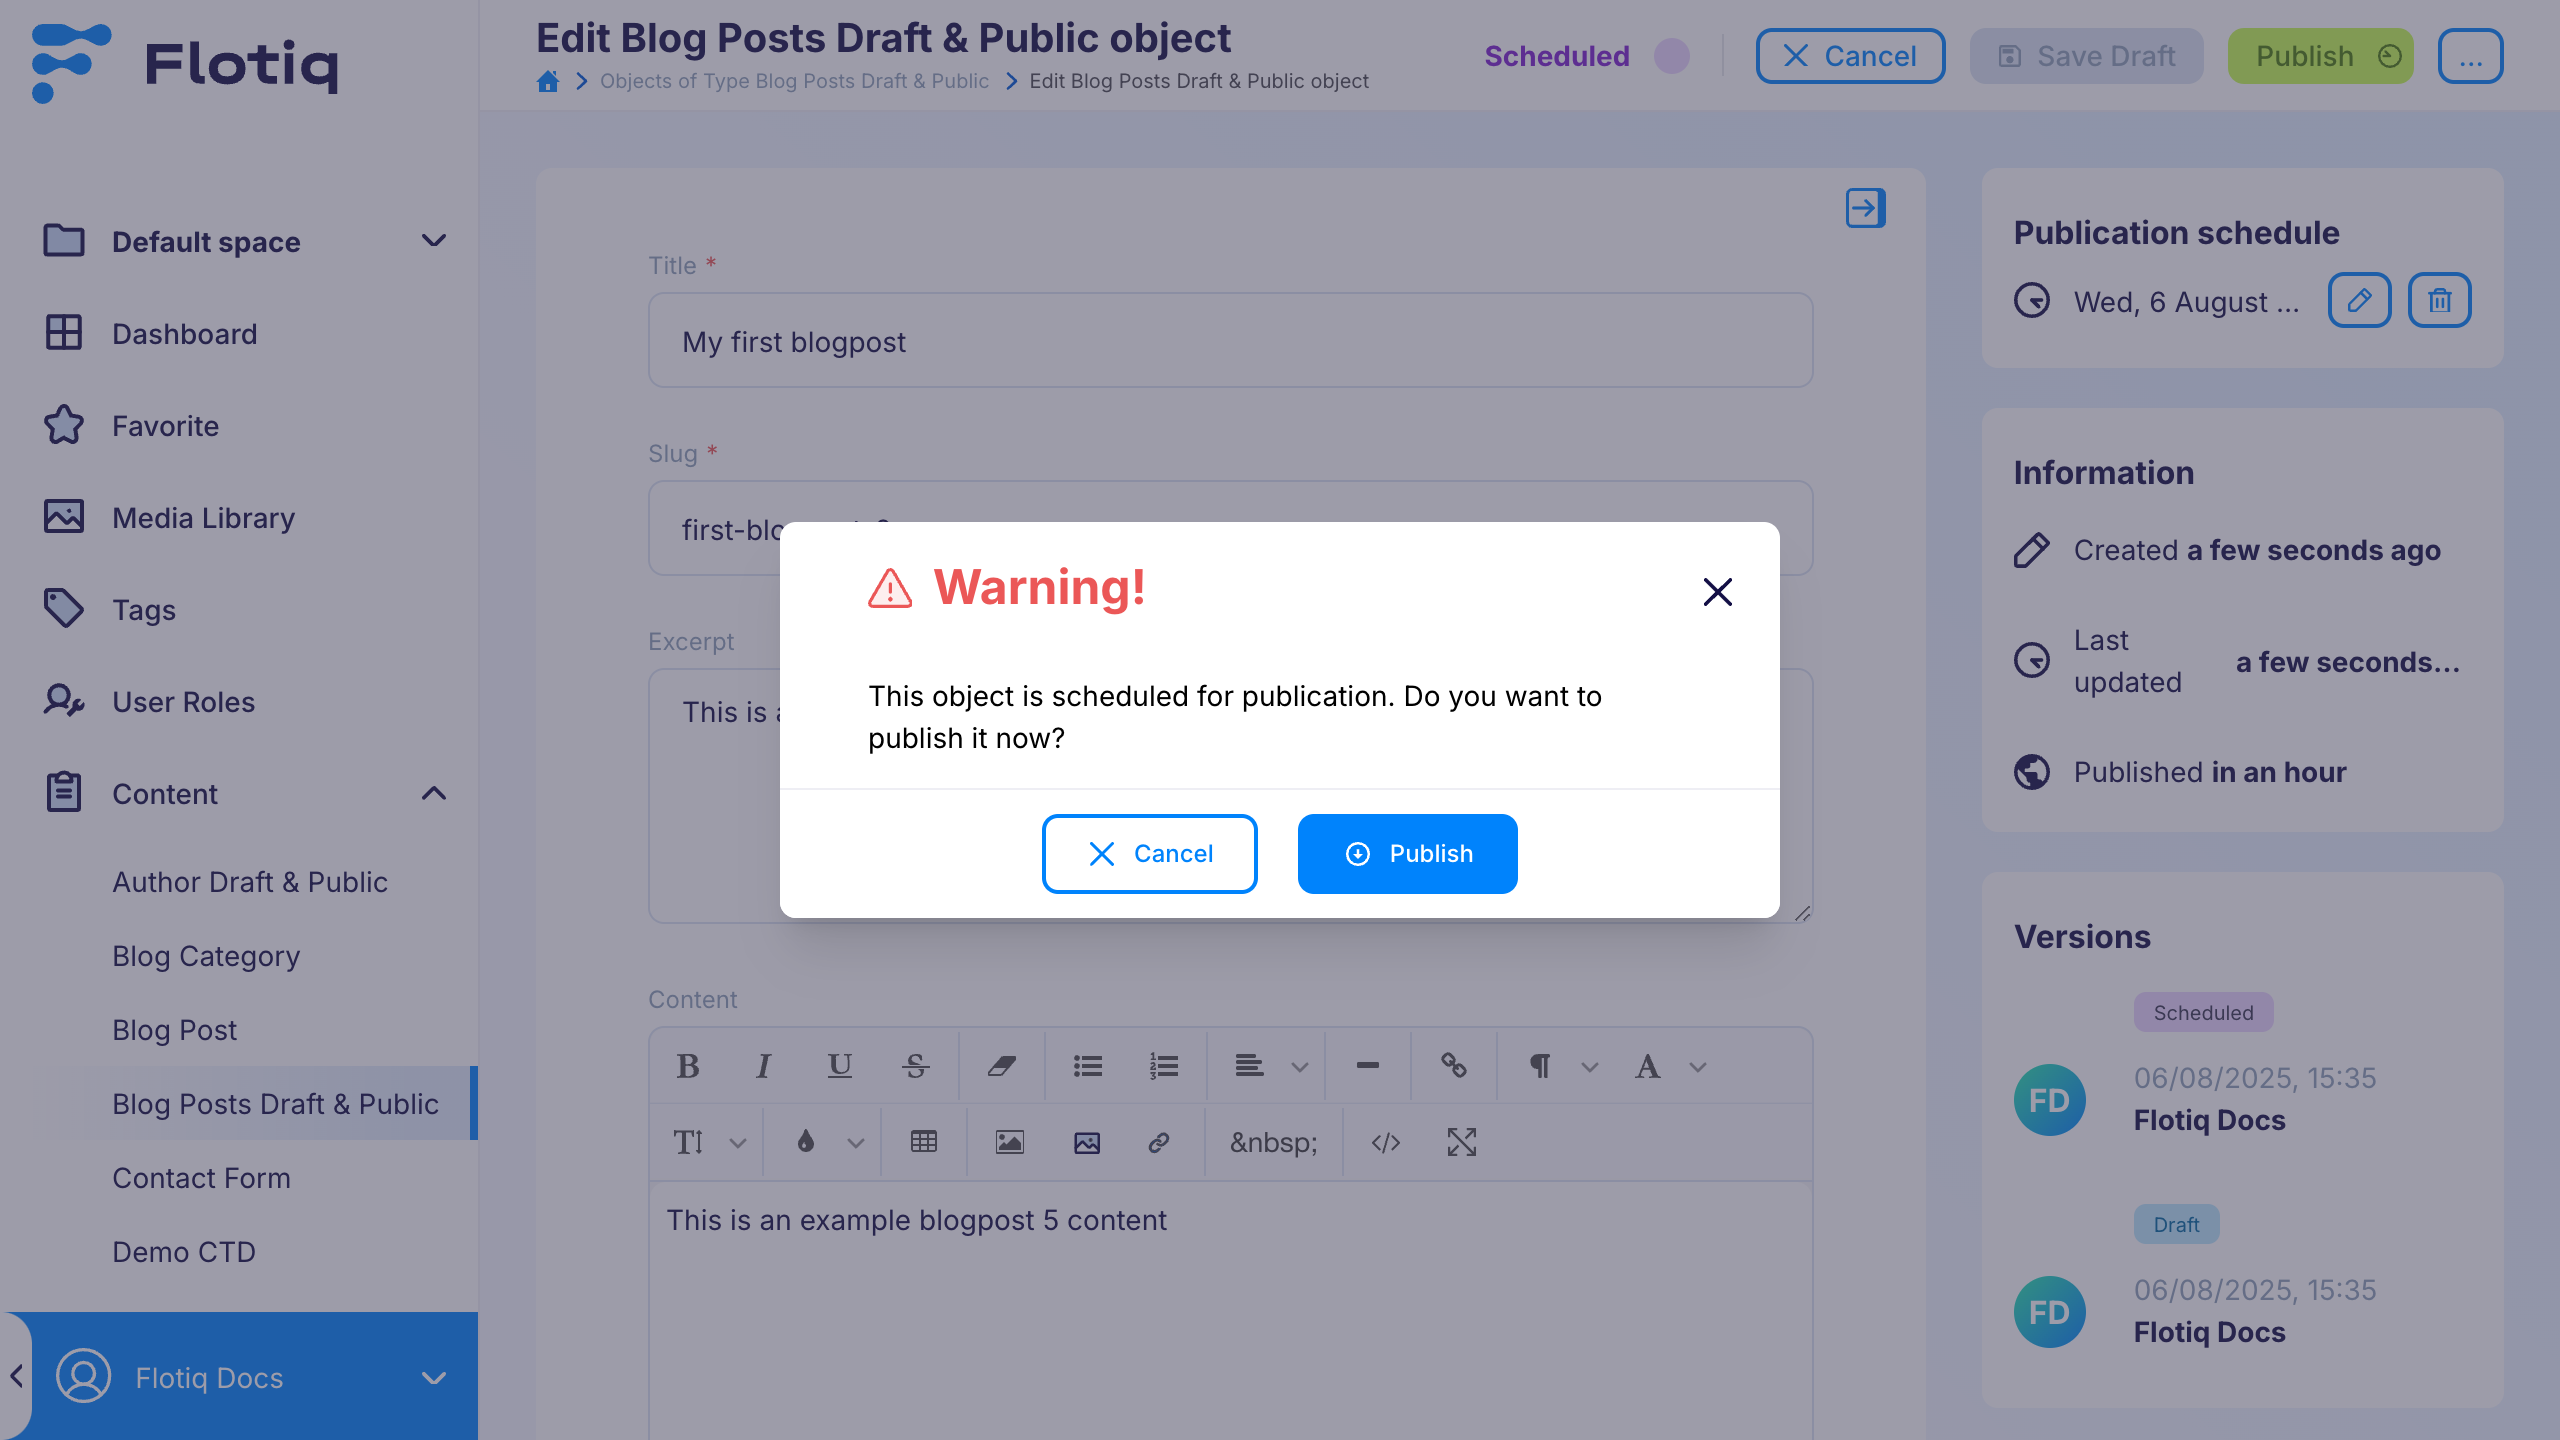 Flotiq
Default space
Dashboard
Favorite
Media Library
Tags
User Roles
Content
Author Draft & Public
Blog Category
Blog Post
Blog Posts Draft & Public
Contact Form
Demo CTD
Flotiq Docs
Edit Blog Posts Draft & Public object
Objects of Type Blog Posts Draft & Public
Edit Blog Posts Draft & Public object
Scheduled
Cancel
Save Draft
Publish
...
Title *
My first blogpost
Slug *
Excerpt
This is
Warning!
This object is scheduled for publication. Do you want to
publish it now?
Cancel
Publish
Content
B I U S
1 2 3
¶ A
T &nbsp; </>
This is an example blogpost 5 content
Publication schedule
Wed, 6 August ...
Information
Created a few seconds ago
Last
updated
a few seconds...
Published in an hour
Versions
Scheduled
FD
06/08/2025, 15:35
Flotiq Docs
Draft
FD
06/08/2025, 15:35
Flotiq Docs